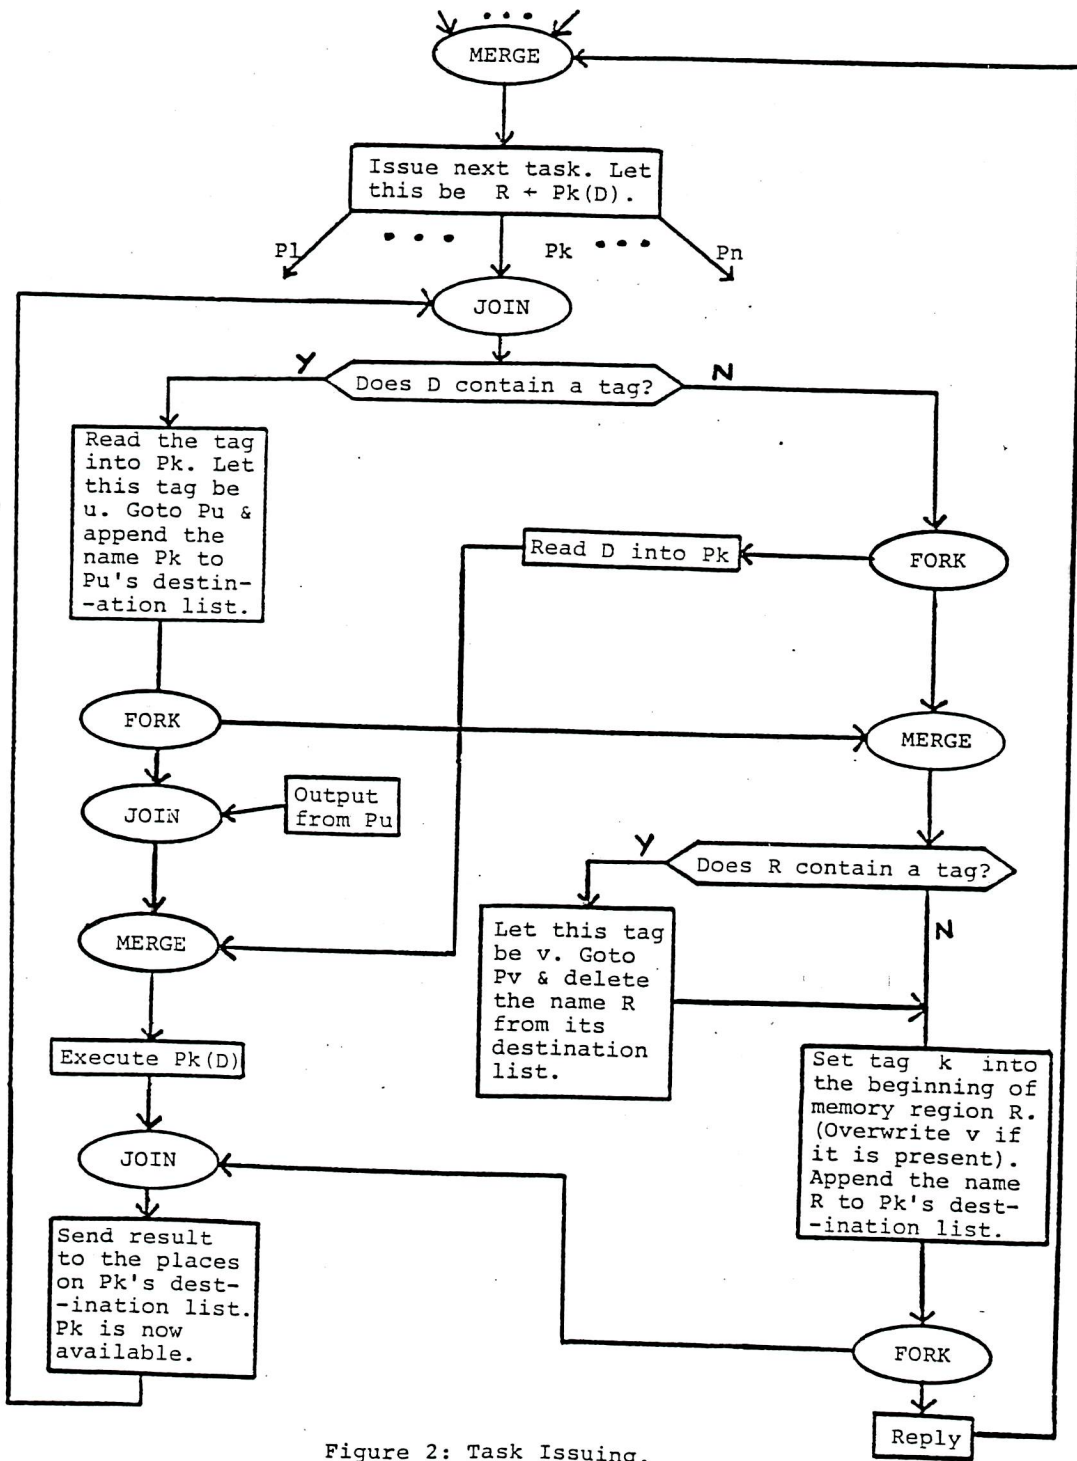 MERGE
Issue next task. Let
this be R ← Pk(D).
Pl Pk Pn
JOIN
Y Does D contain a tag? N
Read the tag
into Pk. Let
this tag be
u. Goto Pu &
append the
name Pk to
Pu's destin-
-ation list.
Read D into Pk
FORK
FORK
MERGE
JOIN
Output
from Pu
Y Does R contain a tag?
N
MERGE
Let this tag
be v. Goto
Pv & delete
the name R
from its
destination
list.
Execute Pk(D)
Set tag k into
the beginning of
memory region R.
(Overwrite v if
it is present).
Append the name
R to Pk's dest-
-ination list.
JOIN
Send result
to the places
on Pk's dest-
-ination list.
Pk is now
available.
FORK
Reply
Figure 2: Task Issuing.